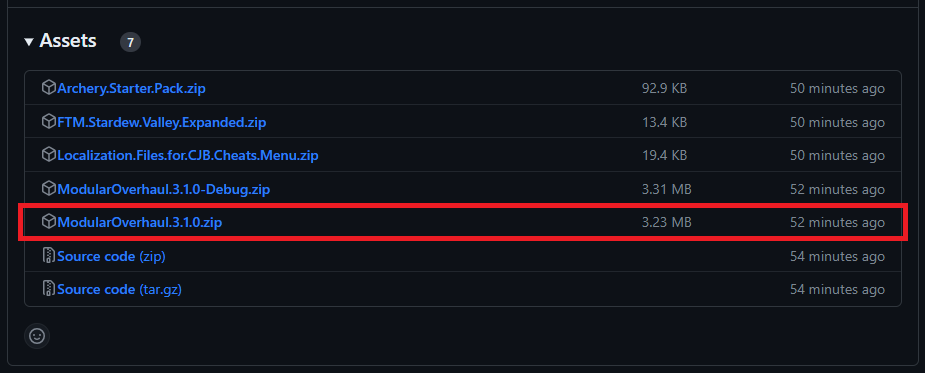 Assets 7
Archery.Starter.Pack.zip 92.9 KB 50 minutes ago
FTM.Stardew.Valley.Expanded.zip 13.4 KB 50 minutes ago
Localization.Files.for.CJB.Cheats.Menu.zip 19.4 KB 50 minutes ago
ModularOverhaul.3.1.0-Debug.zip 3.31 MB 52 minutes ago
ModularOverhaul.3.1.0.zip 3.23 MB 52 minutes ago
Source code (zip) 54 minutes ago
Source code (tar.gz) 54 minutes ago